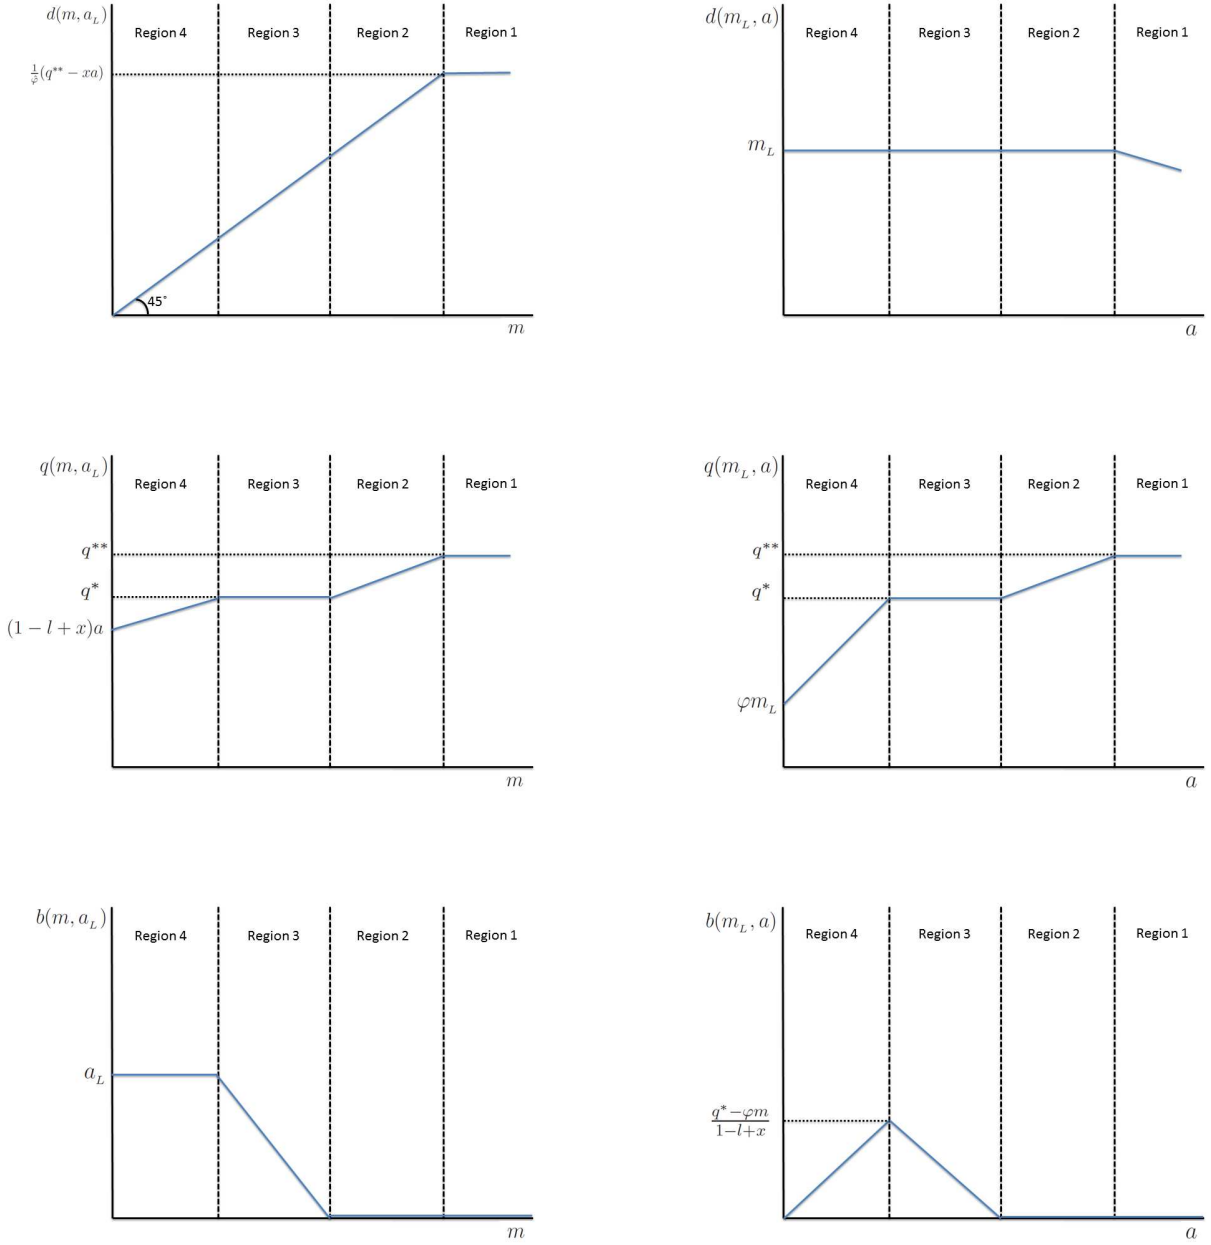 d(m, a_L)
Region 4 Region 3 Region 2 Region 1
1/φ̂(q** − xa)
45°
m
d(m_L, a)
Region 4 Region 3 Region 2 Region 1
m_L
a
q(m, a_L)
Region 4 Region 3 Region 2 Region 1
q**
q*
(1 − l + x)a
m
q(m_L, a)
Region 4 Region 3 Region 2 Region 1
q**
q*
φm_L
a
b(m, a_L)
Region 4 Region 3 Region 2 Region 1
a_L
m
b(m_L, a)
Region 4 Region 3 Region 2 Region 1
q*−φm
1−l+x
a